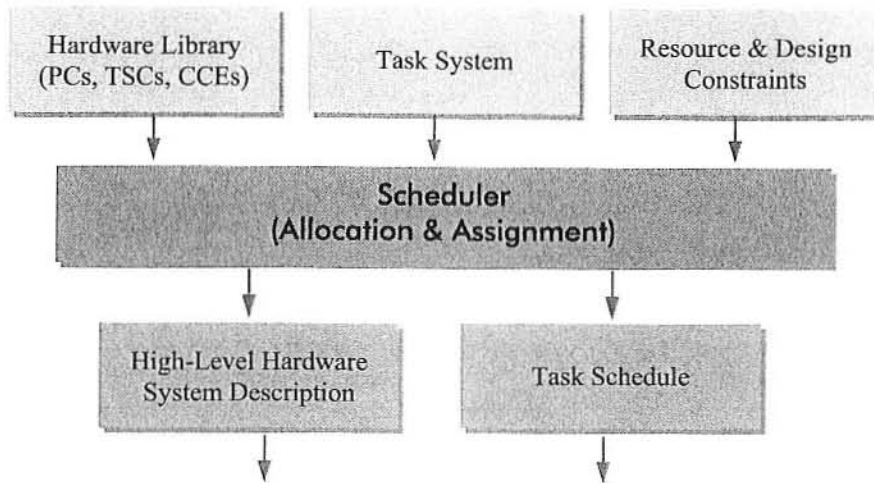 Hardware Library
(PCs, TSCs, CCEs)
Task System
Resource & Design
Constraints
Scheduler
(Allocation & Assignment)
High-Level Hardware
System Description
Task Schedule